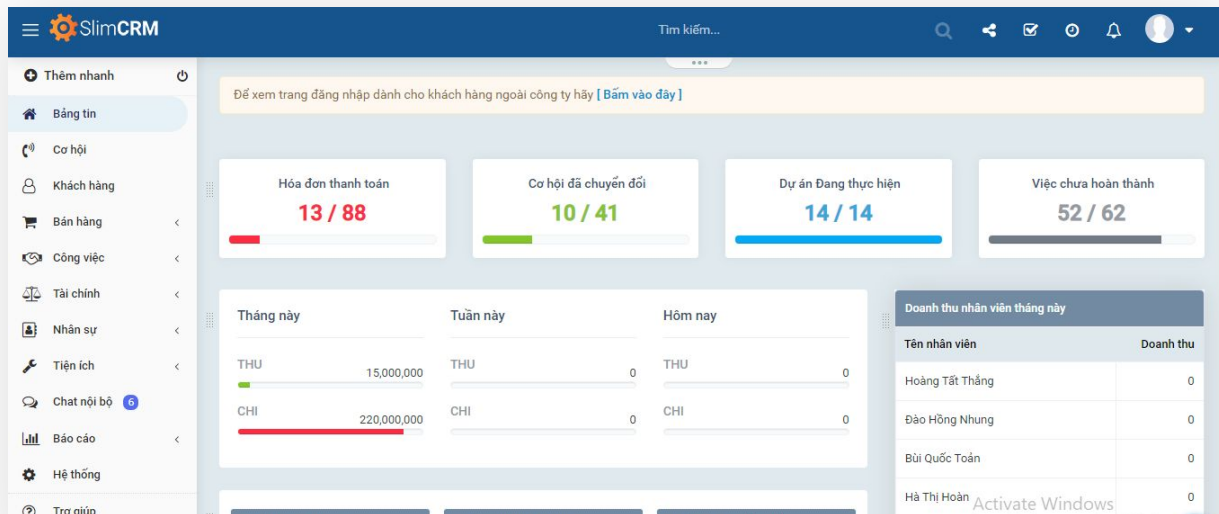 SlimCRM
Tìm kiếm...
Thêm nhanh
Bảng tin
Cơ hội
Khách hàng
Bán hàng
Công việc
Tài chính
Nhân sự
Tiện ích
Chat nội bộ 6
Báo cáo
Hệ thống
Trợ giúp
Để xem trang đăng nhập dành cho khách hàng ngoài công ty hãy [ Bấm vào đây ]
Hóa đơn thanh toán
13 / 88
Cơ hội đã chuyển đổi
10 / 41
Dự án Đang thực hiện
14 / 14
Việc chưa hoàn thành
52 / 62
Tháng này
THU 15,000,000
CHI 220,000,000
Tuần này
THU 0
CHI 0
Hôm nay
THU 0
CHI 0
Doanh thu nhân viên tháng này
Tên nhân viên Doanh thu
Hoàng Tất Thắng 0
Đào Hồng Nhung 0
Bùi Quốc Toán 0
Hà Thị Hoàn 0
Activate Windows